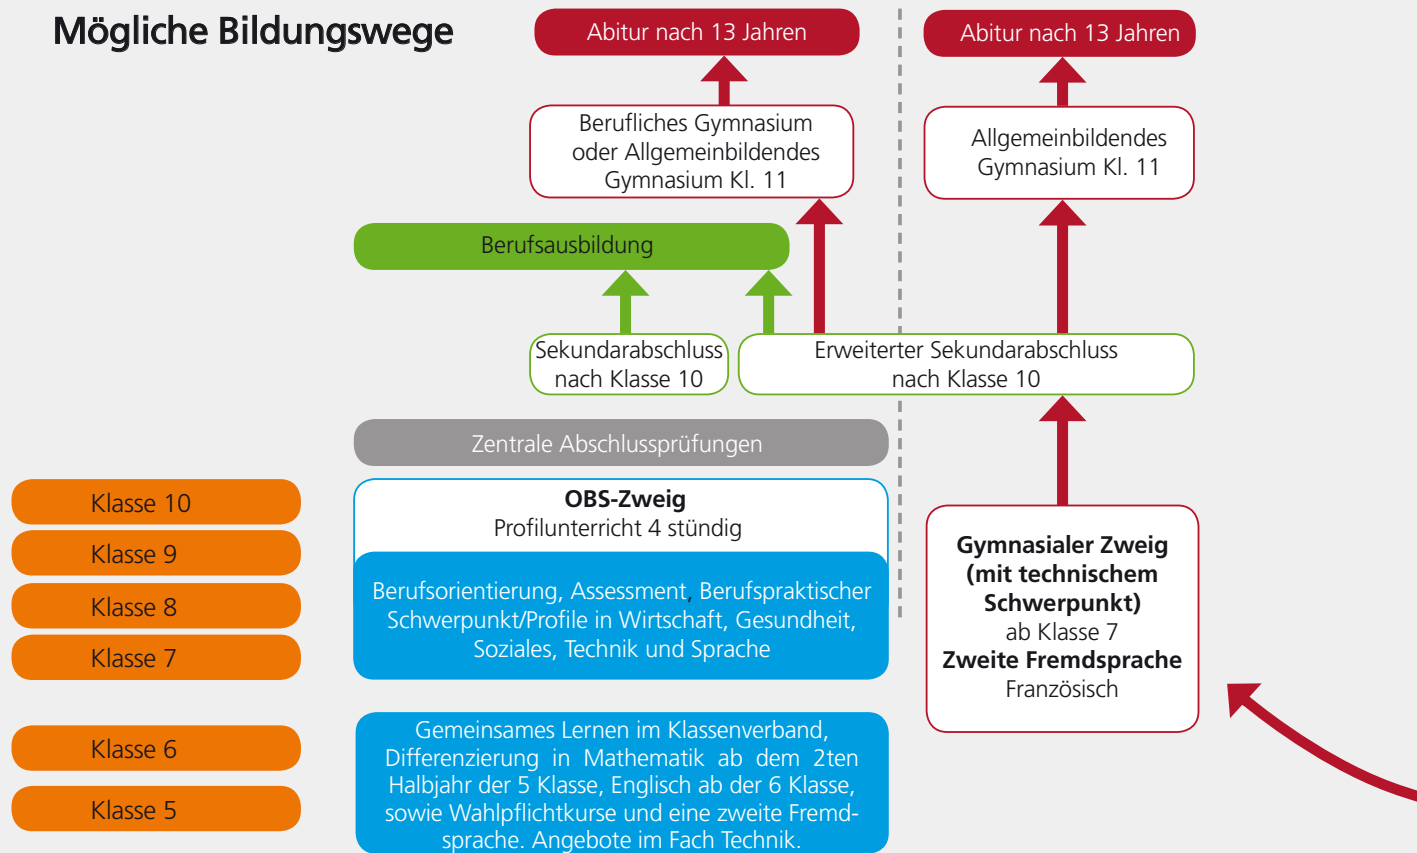 Mögliche Bildungswege
Abitur nach 13 Jahren
Abitur nach 13 Jahren
Berufliches Gymnasium
oder Allgemeinbildendes
Gymnasium Kl. 11
Allgemeinbildendes
Gymnasium Kl. 11
Berufsausbildung
Sekundarabschluss
nach Klasse 10
Erweiterter Sekundarabschluss
nach Klasse 10
Zentrale Abschlussprüfungen
Klasse 10
Klasse 9
Klasse 8
Klasse 7
OBS-Zweig
Profilunterricht 4 stündig
Berufsorientierung, Assessment, Berufspraktischer
Schwerpunkt/Profile in Wirtschaft, Gesundheit,
Soziales, Technik und Sprache
Gymnasialer Zweig
(mit technischem
Schwerpunkt)
ab Klasse 7
Zweite Fremdsprache
Französisch
Klasse 6
Klasse 5
Gemeinsames Lernen im Klassenverband,
Differenzierung in Mathematik ab dem 2ten
Halbjahr der 5 Klasse, Englisch ab der 6 Klasse,
sowie Wahlpflichtkurse und eine zweite Fremd-
sprache. Angebote im Fach Technik.